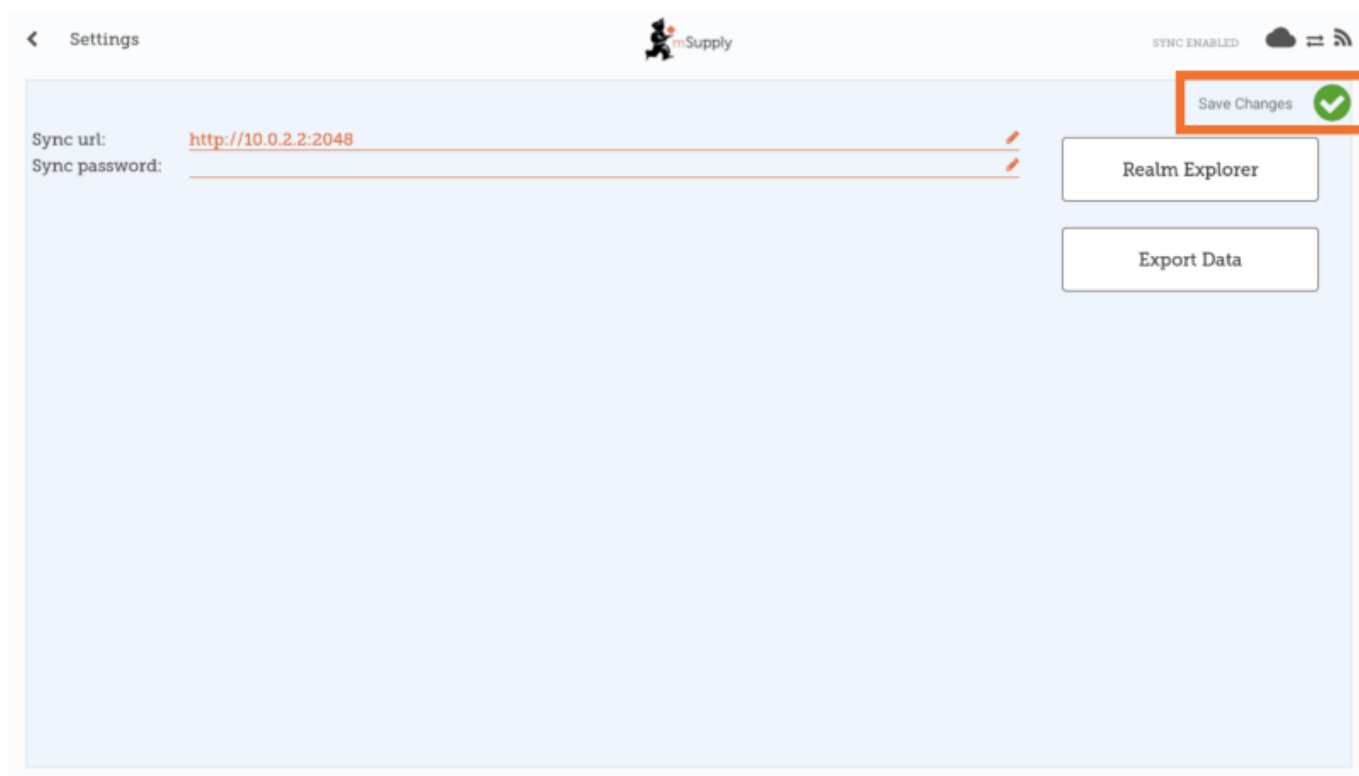 Settings
mSupply
SYNC ENABLED
Save Changes
Sync url: http://10.0.2.2:2048
Sync password:
Realm Explorer
Export Data